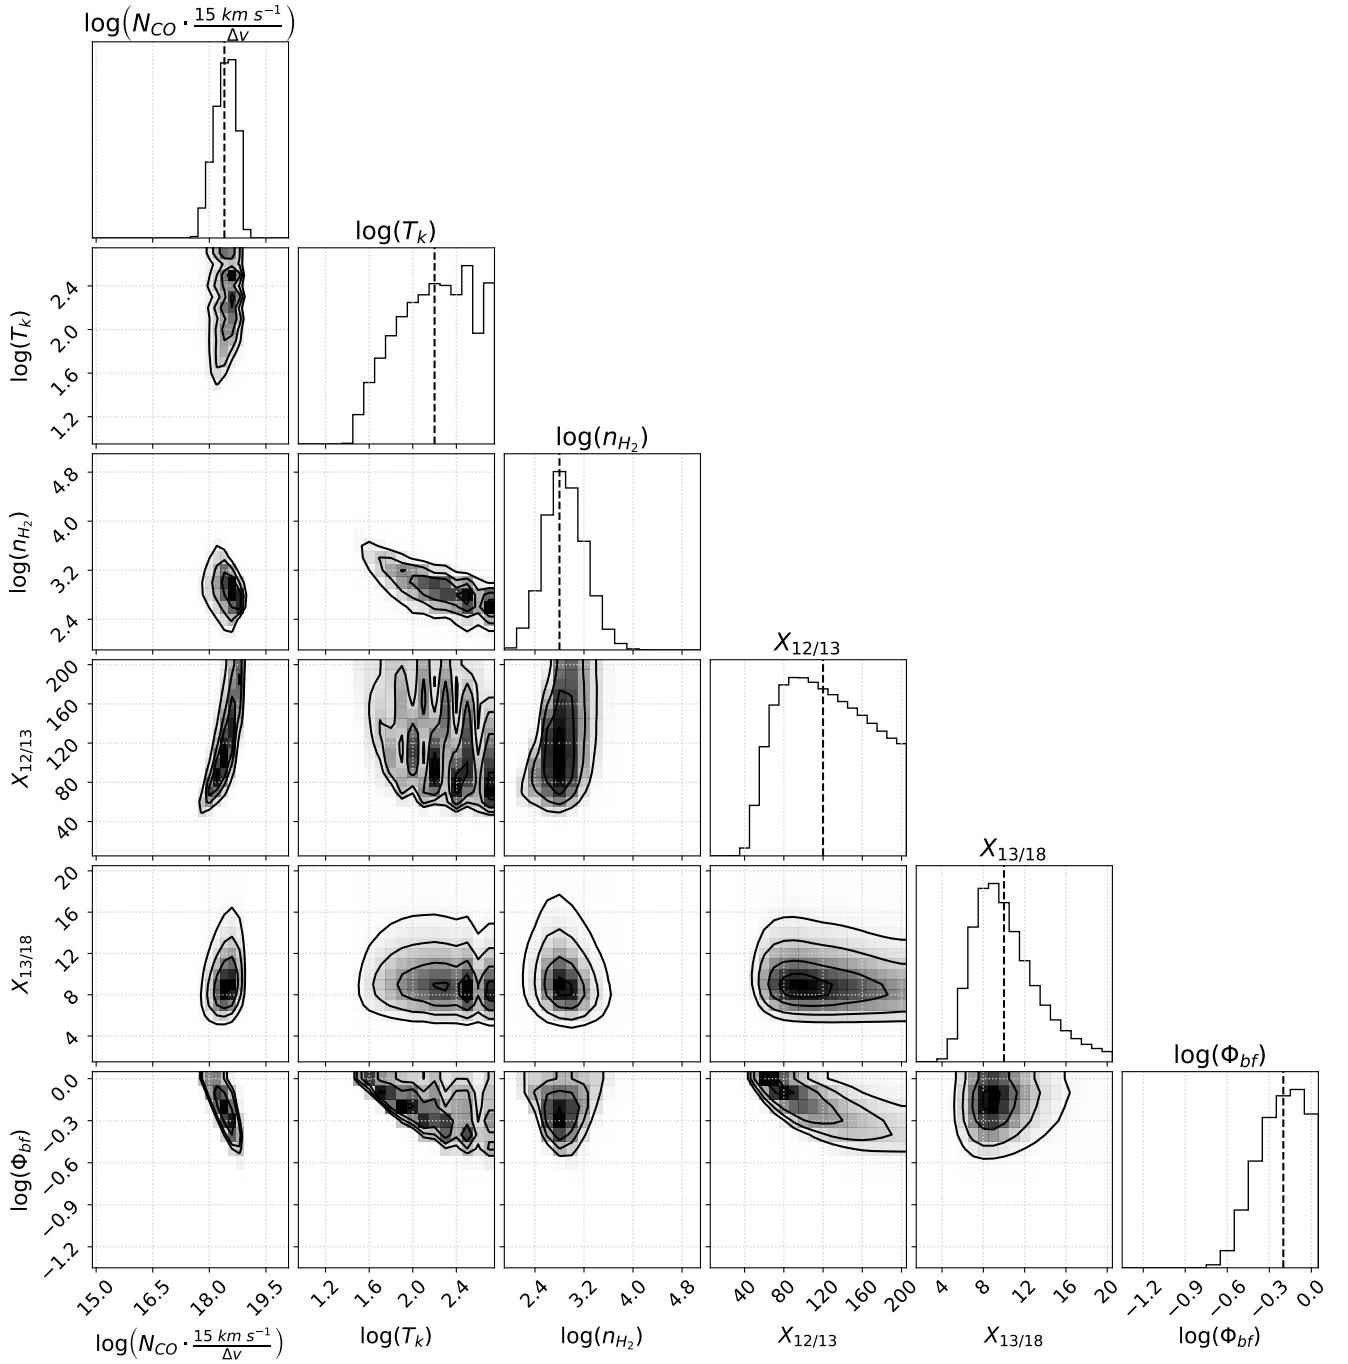 log(N_CO · 15 km s⁻¹/Δv)
log(T_k)
log(T_k)
2.4
2.0
1.6
1.2
log(n_H₂)
log(n_H₂)
4.8
4.0
3.2
2.4
X_12/13
X_12/13
200
160
120
80
40
X_13/18
X_13/18
20
16
12
8
4
log(Φ_bf)
log(Φ_bf)
0.0
−0.3
−0.6
−0.9
−1.2
15.0 16.5 18.0 19.5 1.2 1.6 2.0 2.4 2.4 3.2 4.0 4.8 40 80 120 160 200 4 8 12 16 20 −1.2 −0.9 −0.6 −0.3 0.0
log(N_CO · 15 km s⁻¹/Δv) log(T_k) log(n_H₂) X_12/13 X_13/18 log(Φ_bf)